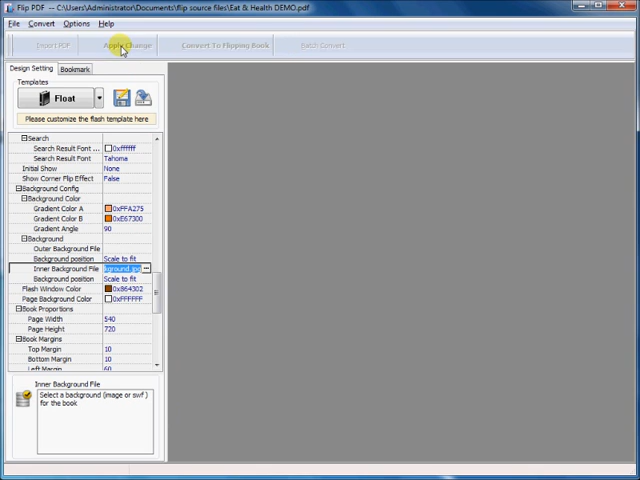 Flip PDF -- C:\Users\Administrator\Documents\flip source files\Eat & Health DEMO.pdf
File Convert Options Help
Import PDF Apply Change Convert To Flipping Book Batch Convert
Design Setting Bookmark
Templates
Float
Please customize the flash template here
Search
Search Result Font ... 0xffffff
Search Result Font Tahoma
Initial Show None
Show Corner Flip Effect False
Background Config
Background Color
Gradient Color A 0xFFA275
Gradient Color B 0xE67300
Gradient Angle 90
Background
Outer Background File
Background position Scale to fit
Inner Background File kground.jpg ...
Background position Scale to fit
Flash Window Color 0x864302
Page Background Color 0xFFFFFF
Book Proportions
Page Width 540
Page Height 720
Book Margins
Top Margin 10
Bottom Margin 10
Left Margin 60
Inner Background File
Select a background (image or swf )
for the book